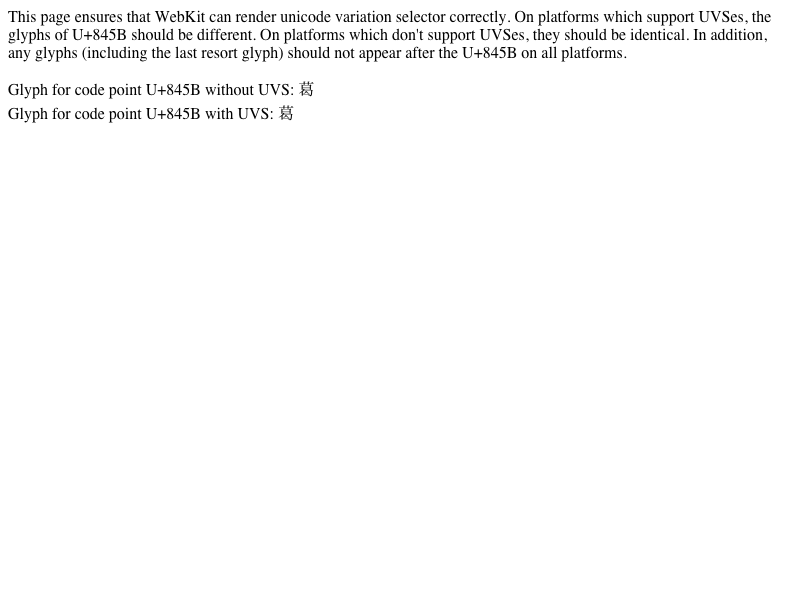 This page ensures that WebKit can render unicode variation selector correctly. On platforms which support UVSes, the
glyphs of U+845B should be different. On platforms which don't support UVSes, they should be identical. In addition,
any glyphs (including the last resort glyph) should not appear after the U+845B on all platforms.
Glyph for code point U+845B without UVS: 葛
Glyph for code point U+845B with UVS: 葛